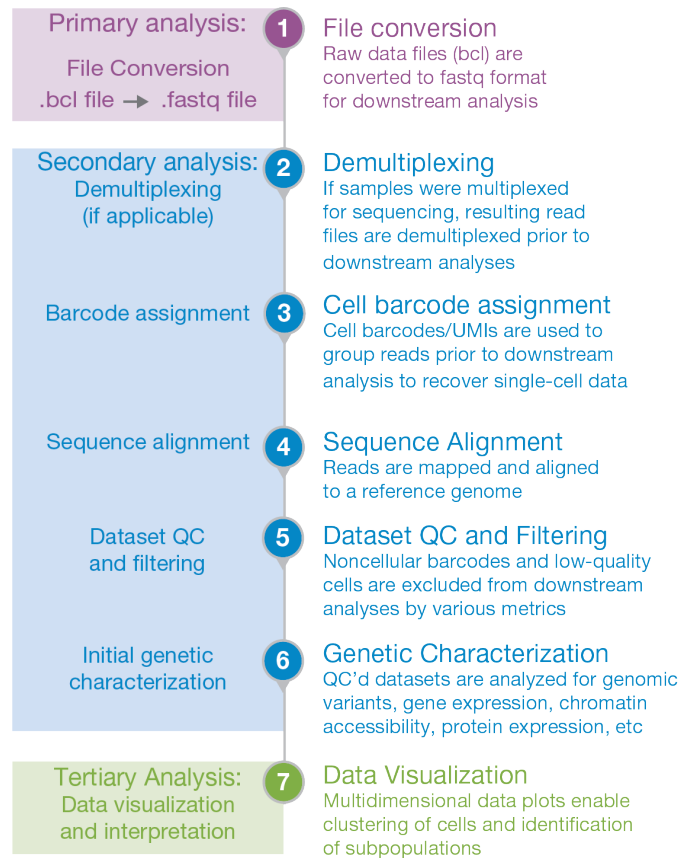 Primary analysis:
File Conversion
.bcl file → .fastq file
1
File conversion
Raw data files (bcl) are
converted to fastq format
for downstream analysis
Secondary analysis:
Demultiplexing
(if applicable)
2
Demultiplexing
If samples were multiplexed
for sequencing, resulting read
files are demultiplexed prior to
downstream analyses
Barcode assignment
3
Cell barcode assignment
Cell barcodes/UMIs are used to
group reads prior to downstream
analysis to recover single-cell data
Sequence alignment
4
Sequence Alignment
Reads are mapped and aligned
to a reference genome
Dataset QC
and filtering
5
Dataset QC and Filtering
Noncellular barcodes and low-quality
cells are excluded from downstream
analyses by various metrics
Initial genetic
characterization
6
Genetic Characterization
QC'd datasets are analyzed for genomic
variants, gene expression, chromatin
accessibility, protein expression, etc
Tertiary Analysis:
Data visualization
and interpretation
7
Data Visualization
Multidimensional data plots enable
clustering of cells and identification
of subpopulations